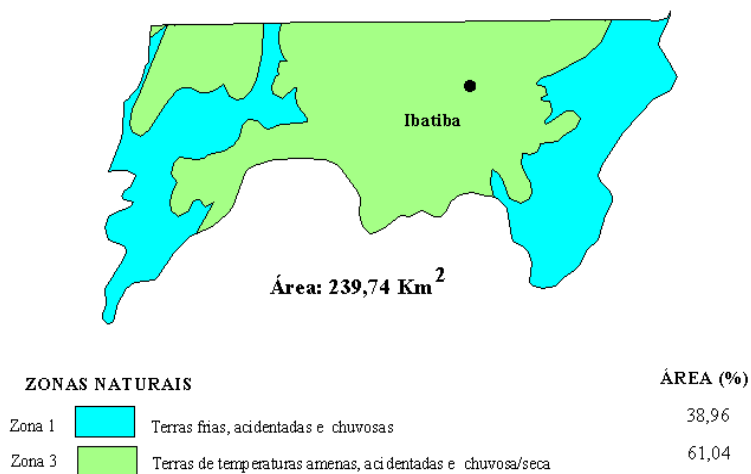 Ibatiba
Área: 239,74 Km²
ZONAS NATURAIS ÁREA (%)
Zona 1 Terras frias, acidentadas e chuvosas 38,96
Zona 3 Terras de temperaturas amenas, acidentadas e chuvosa/seca 61,04